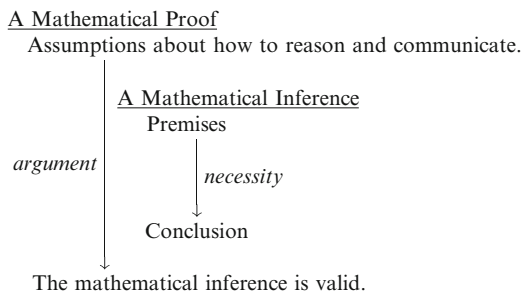 A Mathematical Proof
Assumptions about how to reason and communicate.
A Mathematical Inference
Premises
argument
necessity
Conclusion
The mathematical inference is valid.